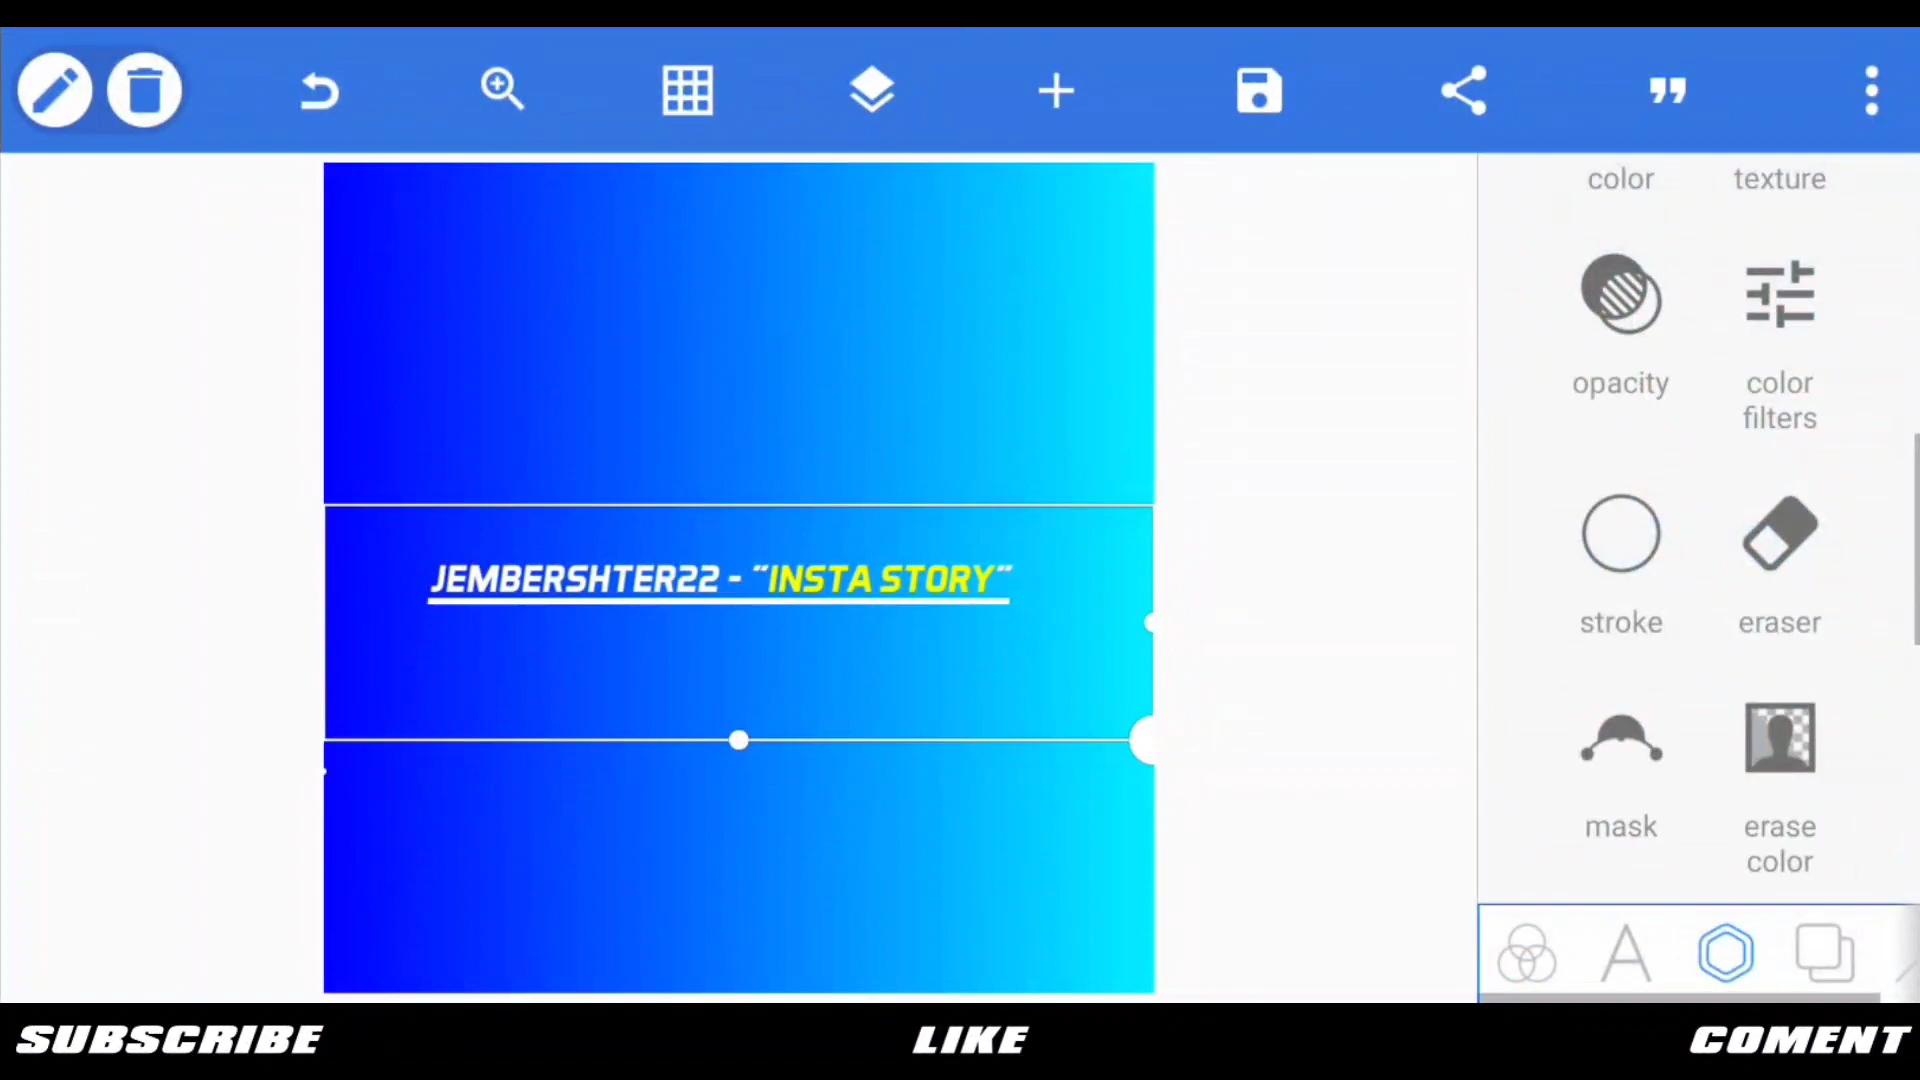 color texture
opacity color filters
JEMBERSHTER22 - "INSTA STORY"
stroke eraser
mask erase color
SUBSCRIBE LIKE COMENT